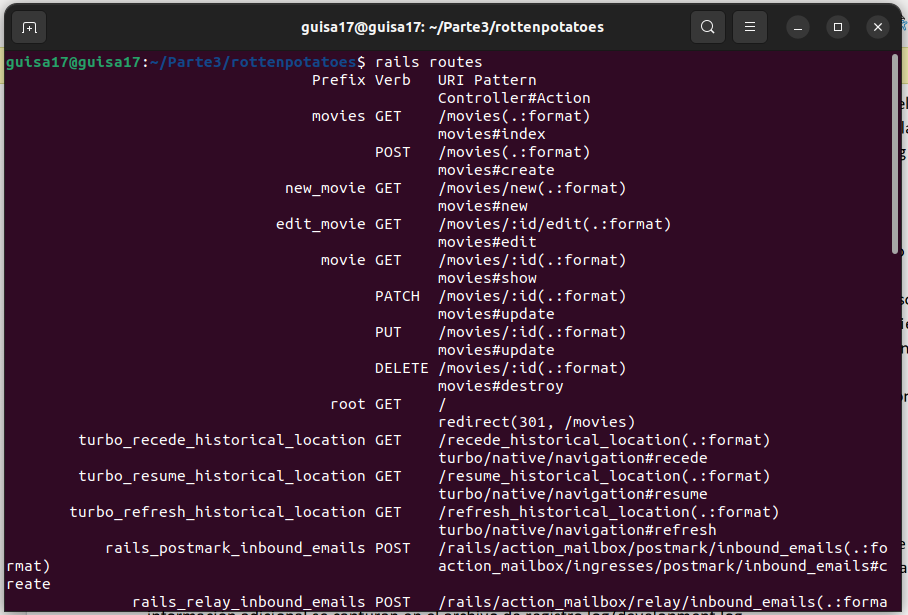 guisa17@guisa17: ~/Parte3/rottenpotatoes
guisa17@guisa17:~/Parte3/rottenpotatoes$ rails routes
Prefix Verb URI Pattern
Controller#Action
movies GET /movies(.:format)
movies#index
POST /movies(.:format)
movies#create
new_movie GET /movies/new(.:format)
movies#new
edit_movie GET /movies/:id/edit(.:format)
movies#edit
movie GET /movies/:id(.:format)
movies#show
PATCH /movies/:id(.:format)
movies#update
PUT /movies/:id(.:format)
movies#update
DELETE /movies/:id(.:format)
movies#destroy
root GET /
redirect(301, /movies)
turbo_recede_historical_location GET /recede_historical_location(.:format)
turbo/native/navigation#recede
turbo_resume_historical_location GET /resume_historical_location(.:format)
turbo/native/navigation#resume
turbo_refresh_historical_location GET /refresh_historical_location(.:format)
turbo/native/navigation#refresh
rails_postmark_inbound_emails POST /rails/action_mailbox/postmark/inbound_emails(.:fo
rmat) action_mailbox/ingresses/postmark/inbound_emails#c
reate
rails_relay_inbound_emails POST /rails/action_mailbox/relay/inbound_emails(.:forma